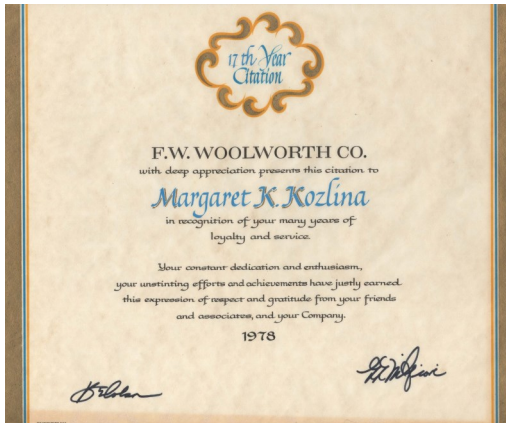 17 th Year
Citation
F.W. WOOLWORTH CO.
with deep appreciation presents this citation to
Margaret K. Kozlina
in recognition of your many years of
loyalty and service.
Your constant dedication and enthusiasm,
your unstinting efforts and achievements have justly earned
this expression of respect and gratitude from your friends
and associates, and your Company.
1978